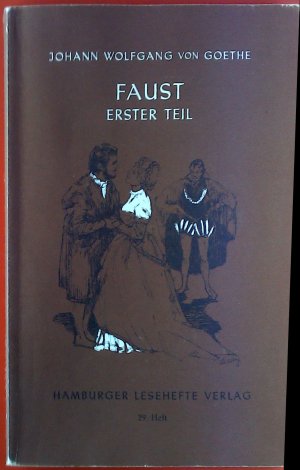 JOHANN WOLFGANG VON GOETHE
FAUST
ERSTER TEIL
HAMBURGER LESEHEFTE VERLAG
29. Heft